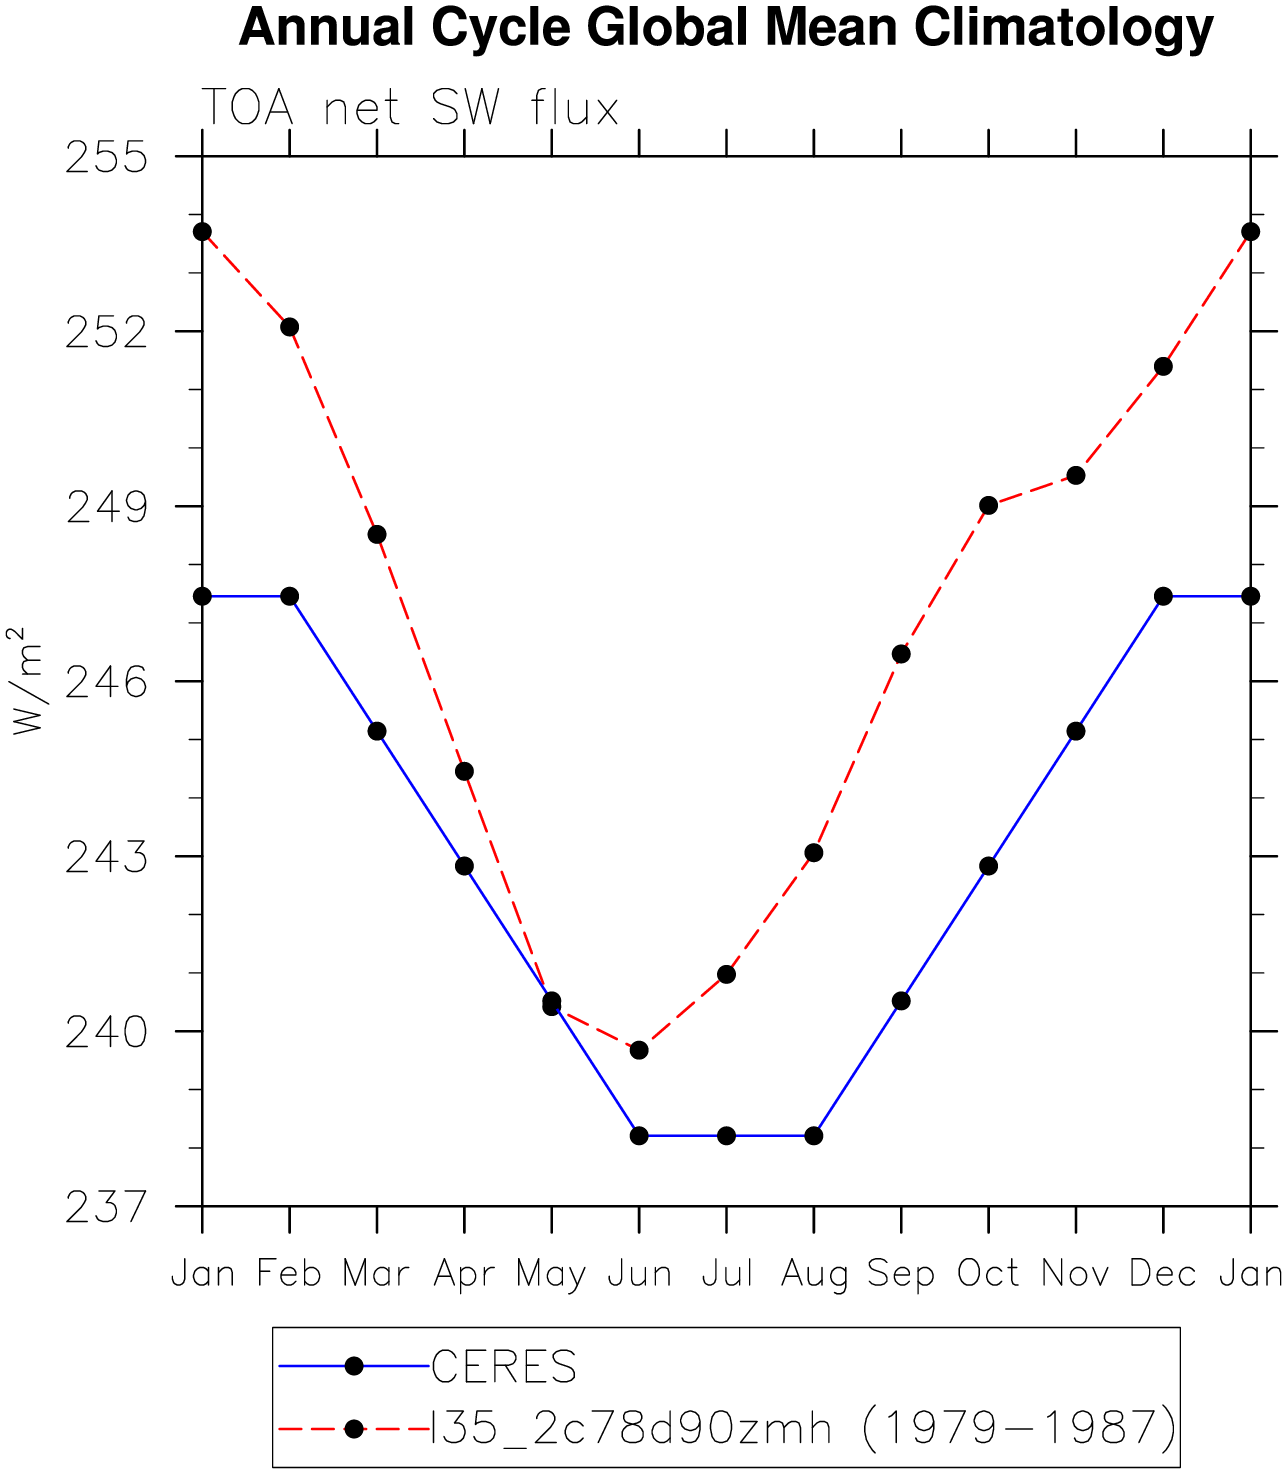 Annual Cycle Global Mean Climatology
TOA net SW flux
255
252
249
246
243
240
237
W/m²
Jan Feb Mar Apr May Jun Jul Aug Sep Oct Nov Dec Jan
CERES
l35_2c78d90zmh (1979-1987)